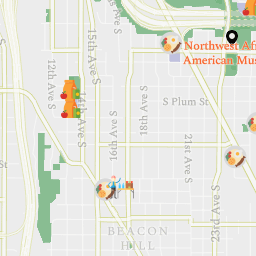 Northwest Afr
American Mus
12th Ave S
14th Ave S
15th Ave S
16th Ave S
18th Ave S
S Plum St
21st Ave S
23rd Ave S
BEACON
HILL